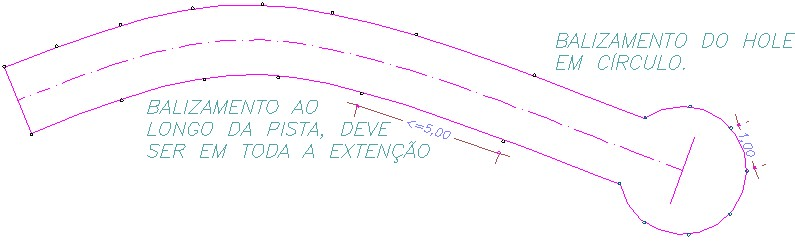 BALIZAMENTO DO HOLE
EM CÍRCULO.
BALIZAMENTO AO
LONGO DA PISTA, DEVE
SER EM TODA A EXTENÇÃO
<=5,00
1,00